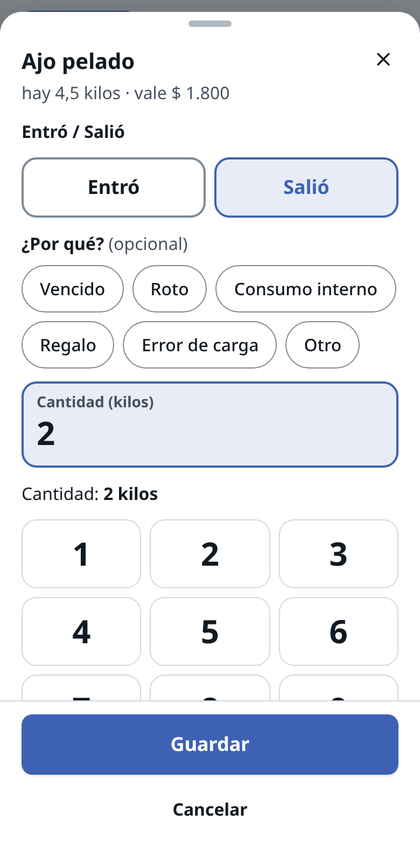 Ajo pelado
hay 4,5 kilos · vale $ 1.800
Entró / Salió
Entró Salió
¿Por qué? (opcional)
Vencido Roto Consumo interno
Regalo Error de carga Otro
Cantidad (kilos)
2
Cantidad: 2 kilos
1 2 3
4 5 6
Guardar
Cancelar